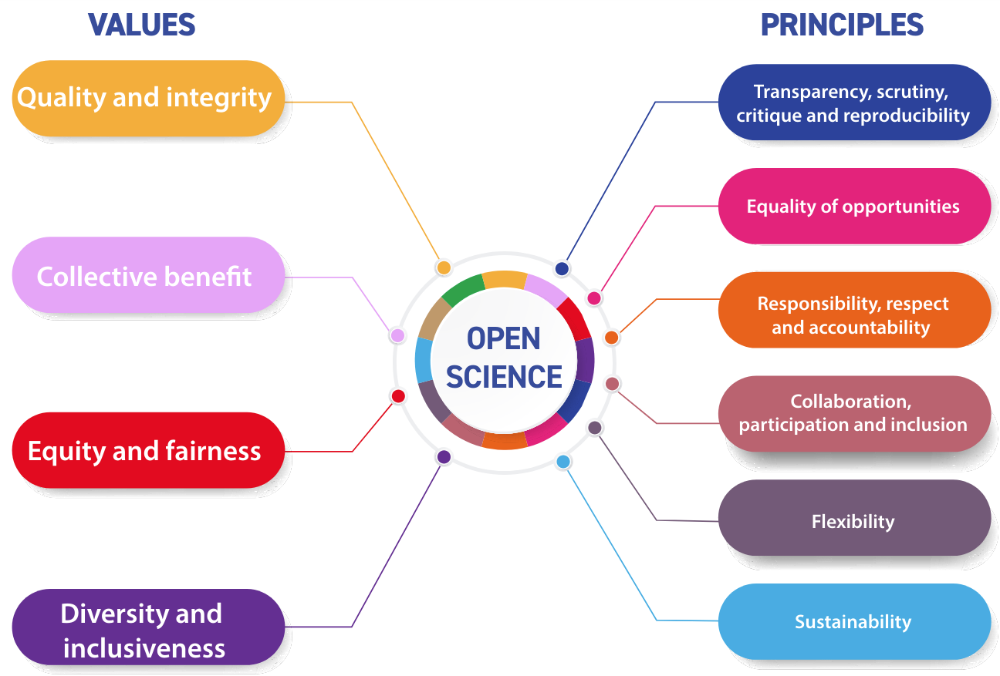 VALUES
Quality and integrity
Collective benefit
Equity and fairness
Diversity and
inclusiveness
OPEN
SCIENCE
PRINCIPLES
Transparency, scrutiny,
critique and reproducibility
Equality of opportunities
Responsibility, respect
and accountability
Collaboration,
participation and inclusion
Flexibility
Sustainability